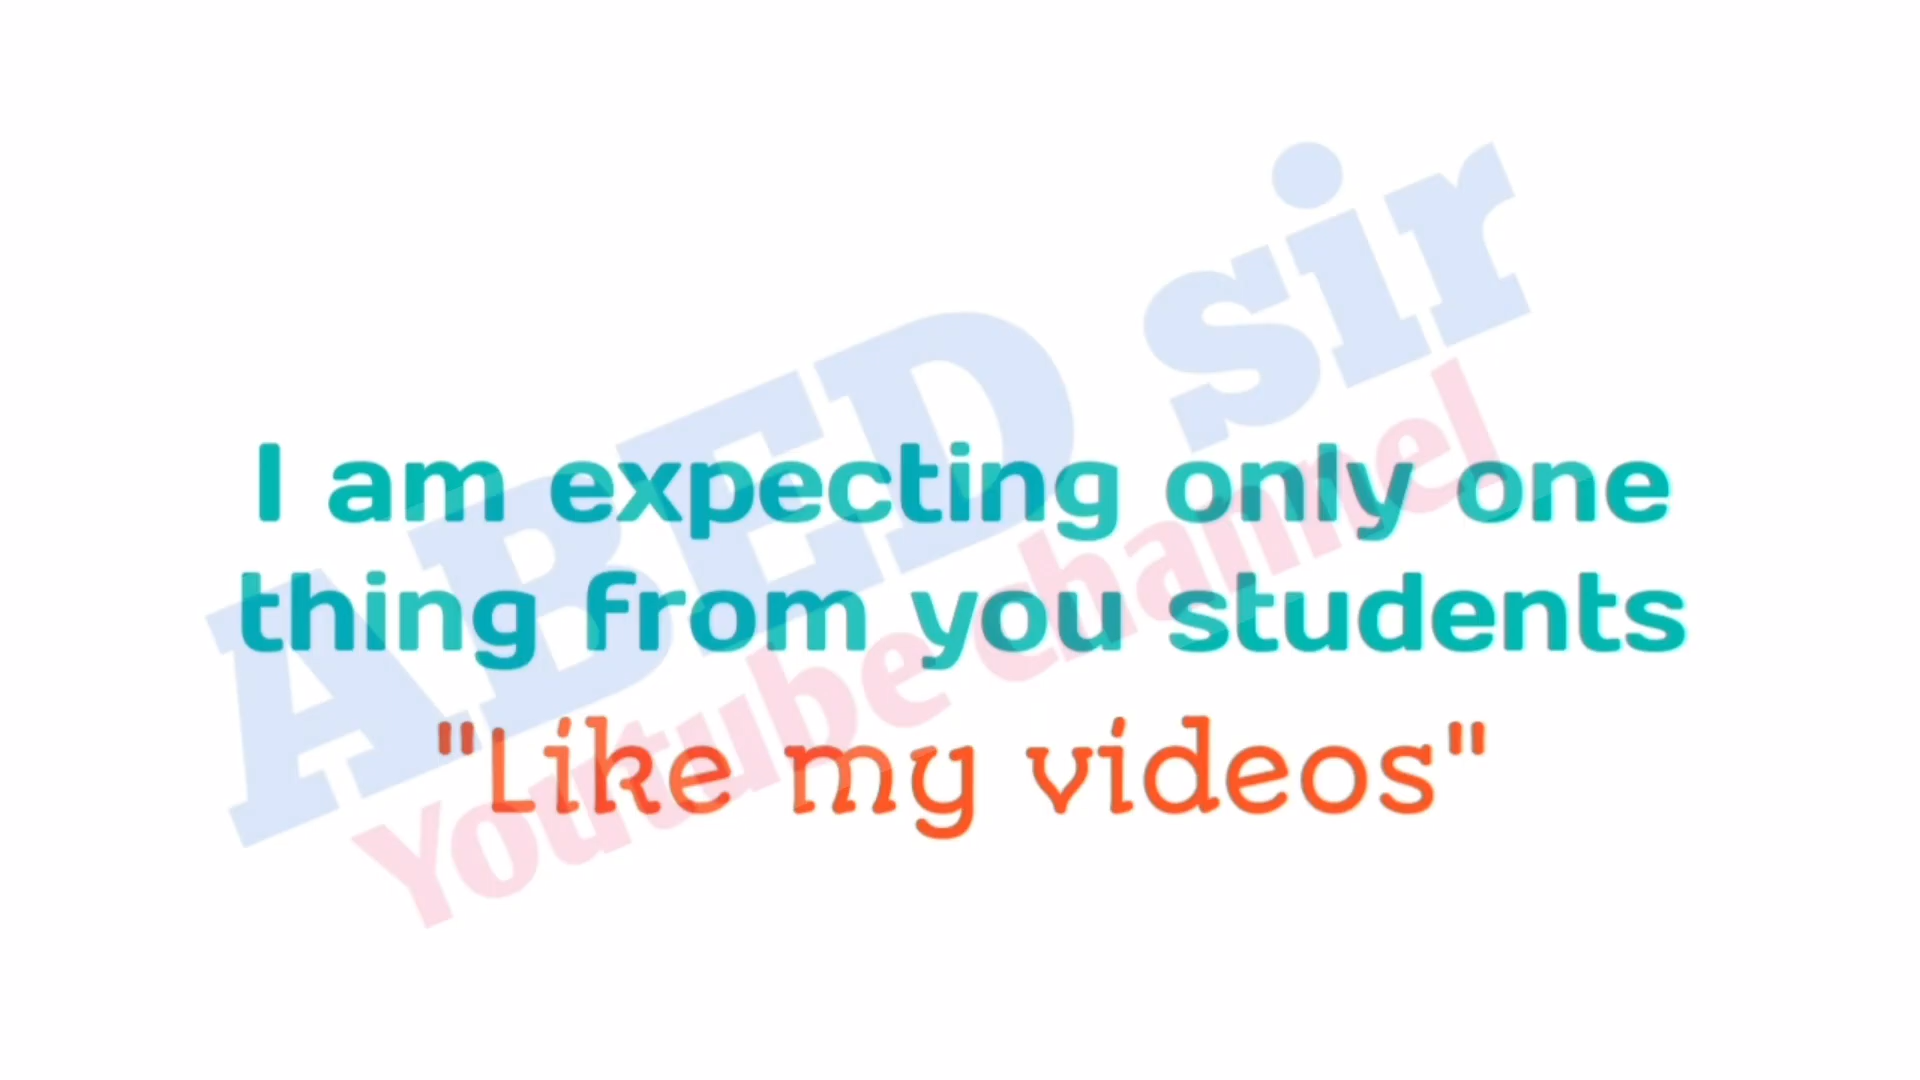 ABED sir
Youtube channel
I am expecting only one
thing from you students
"Like my videos"